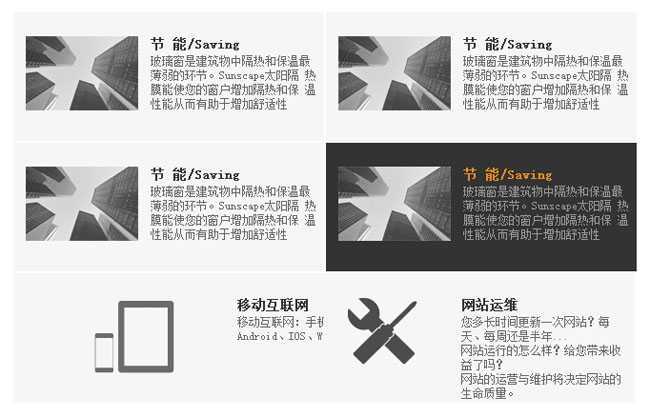 节 能/Saving
玻璃窗是建筑物中隔热和保温最
薄弱的环节。Sunscape太阳隔 热
膜能使您的窗户增加隔热和保 温
性能从而有助于增加舒适性
节 能/Saving
玻璃窗是建筑物中隔热和保温最
薄弱的环节。Sunscape太阳隔 热
膜能使您的窗户增加隔热和保 温
性能从而有助于增加舒适性
节 能/Saving
玻璃窗是建筑物中隔热和保温最
薄弱的环节。Sunscape太阳隔 热
膜能使您的窗户增加隔热和保 温
性能从而有助于增加舒适性
节 能/Saving
玻璃窗是建筑物中隔热和保温最
薄弱的环节。Sunscape太阳隔 热
膜能使您的窗户增加隔热和保 温
性能从而有助于增加舒适性
移动互联网
移动互联网：手机
Android、IOS、W
网站运维
您多长时间更新一次网站？每
天、每周还是半年...
网站运行的怎么样？给您带来收
益了吗？
网站的运营与维护将决定网站的
生命质量。